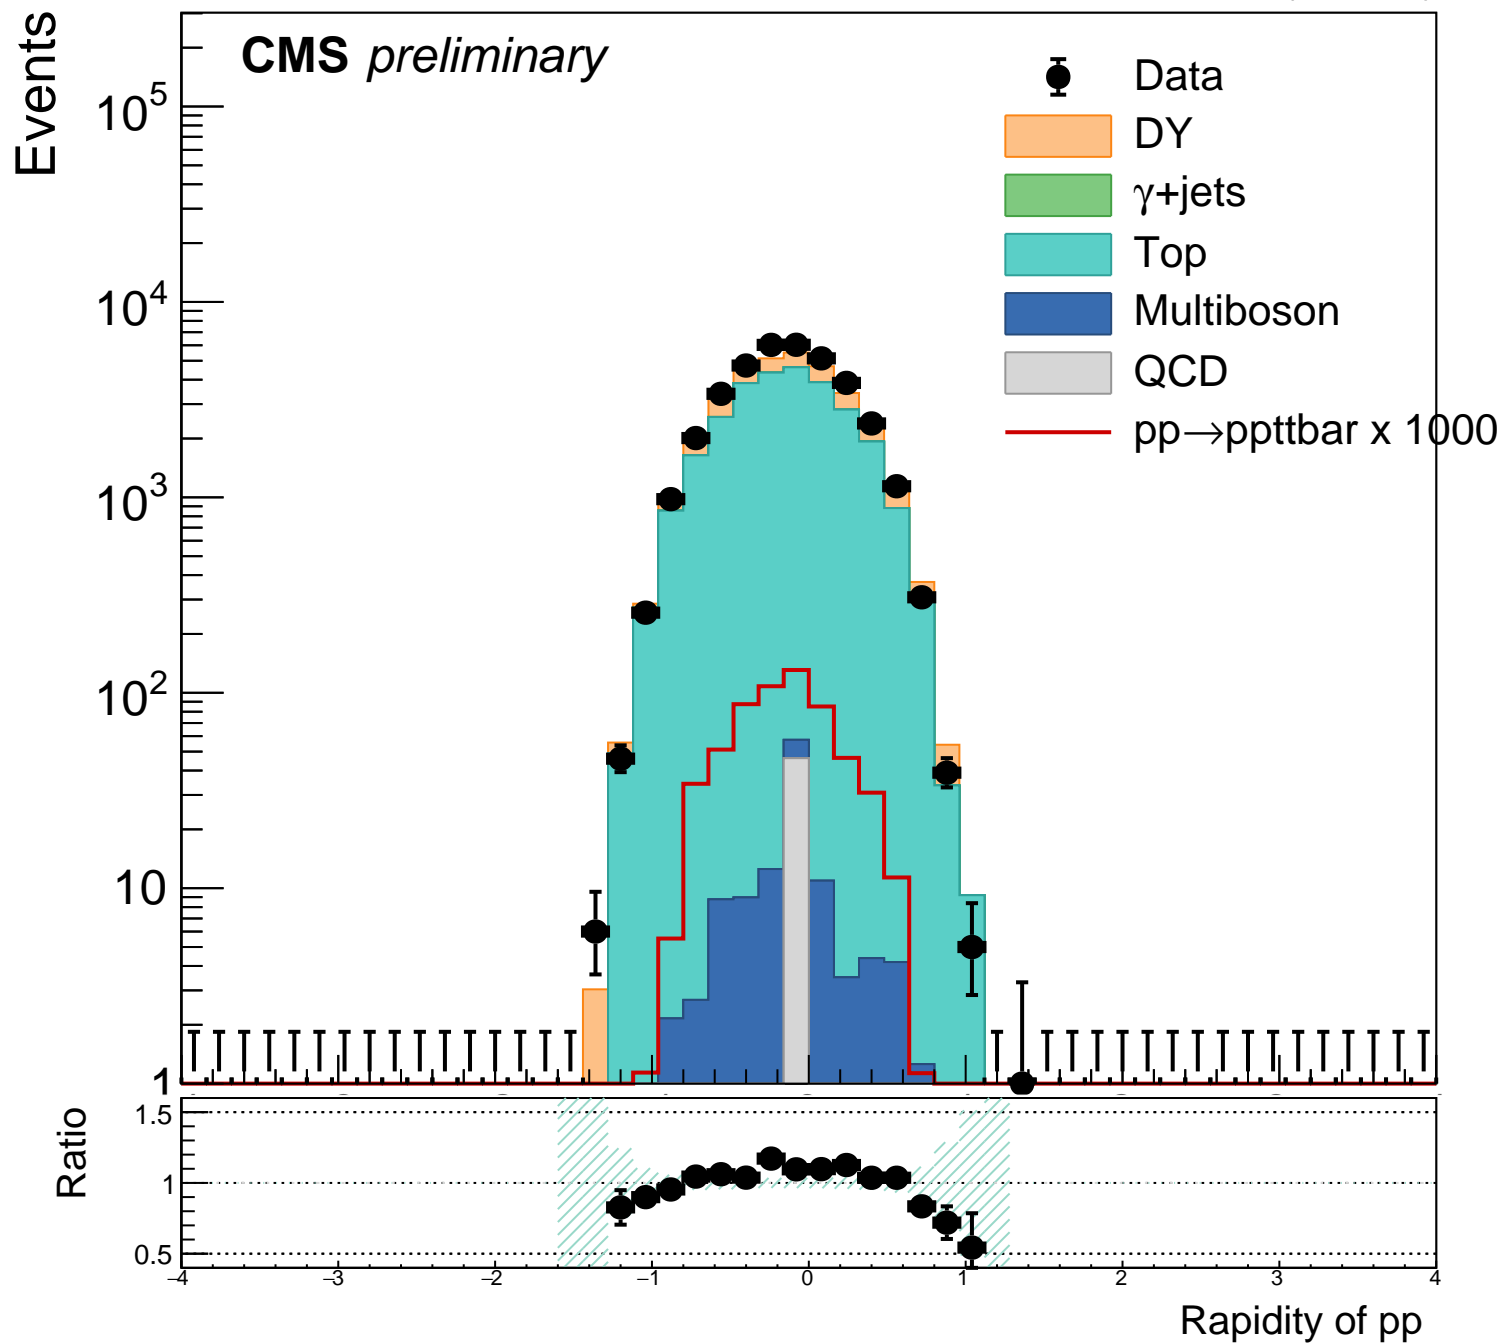 CMS preliminary
Events
10^5
10^4
10^3
10^2
10
1
Data
DY
γ+jets
Top
Multiboson
QCD
pp→ppttbar x 1000
Ratio
1.5
1
0.5
−4 −3 −2 −1 0 1 2 3 4
Rapidity of pp